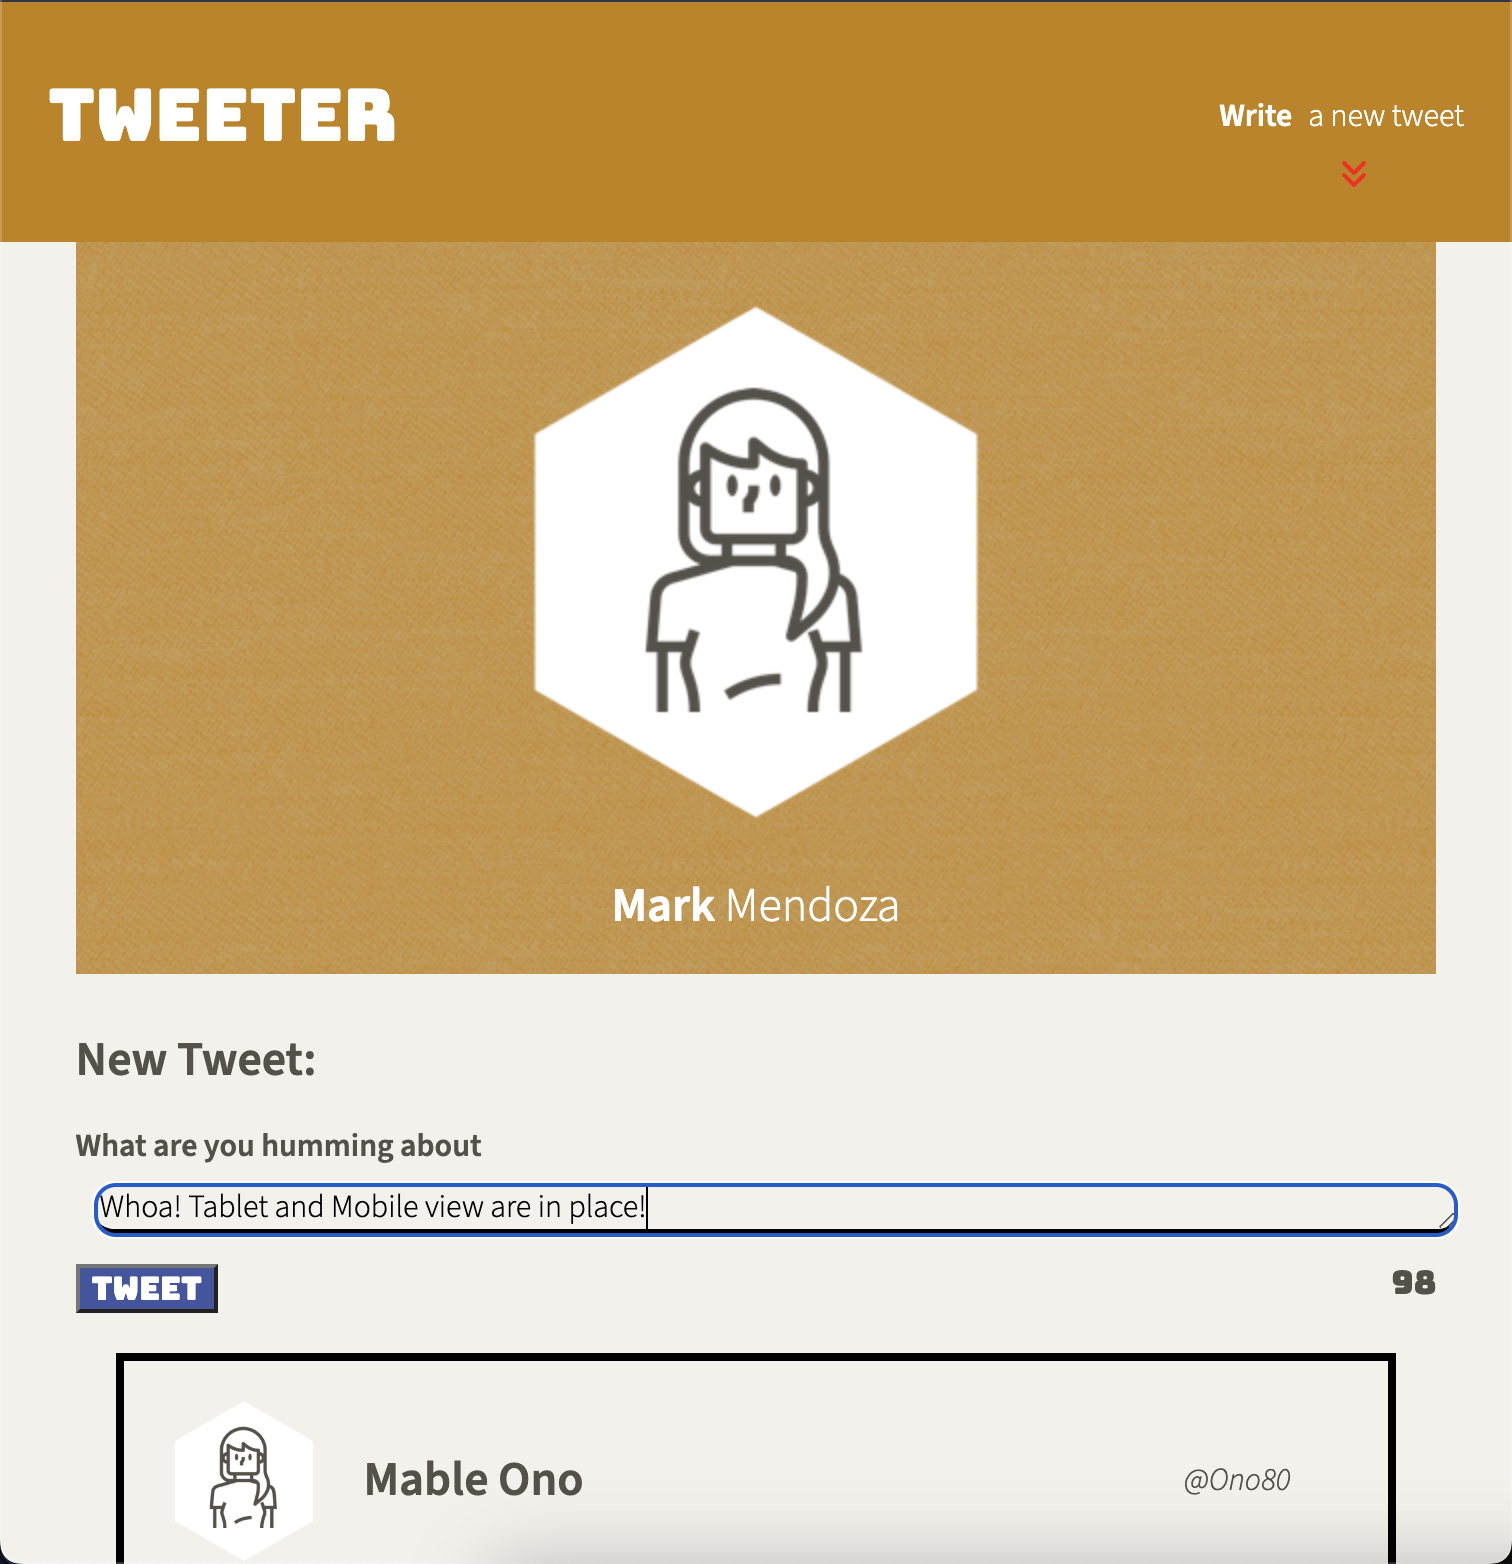 TWEETER
Write a new tweet
Mark Mendoza
New Tweet:
What are you humming about
Whoa! Tablet and Mobile view are in place!
TWEET
98
Mable Ono
@Ono80